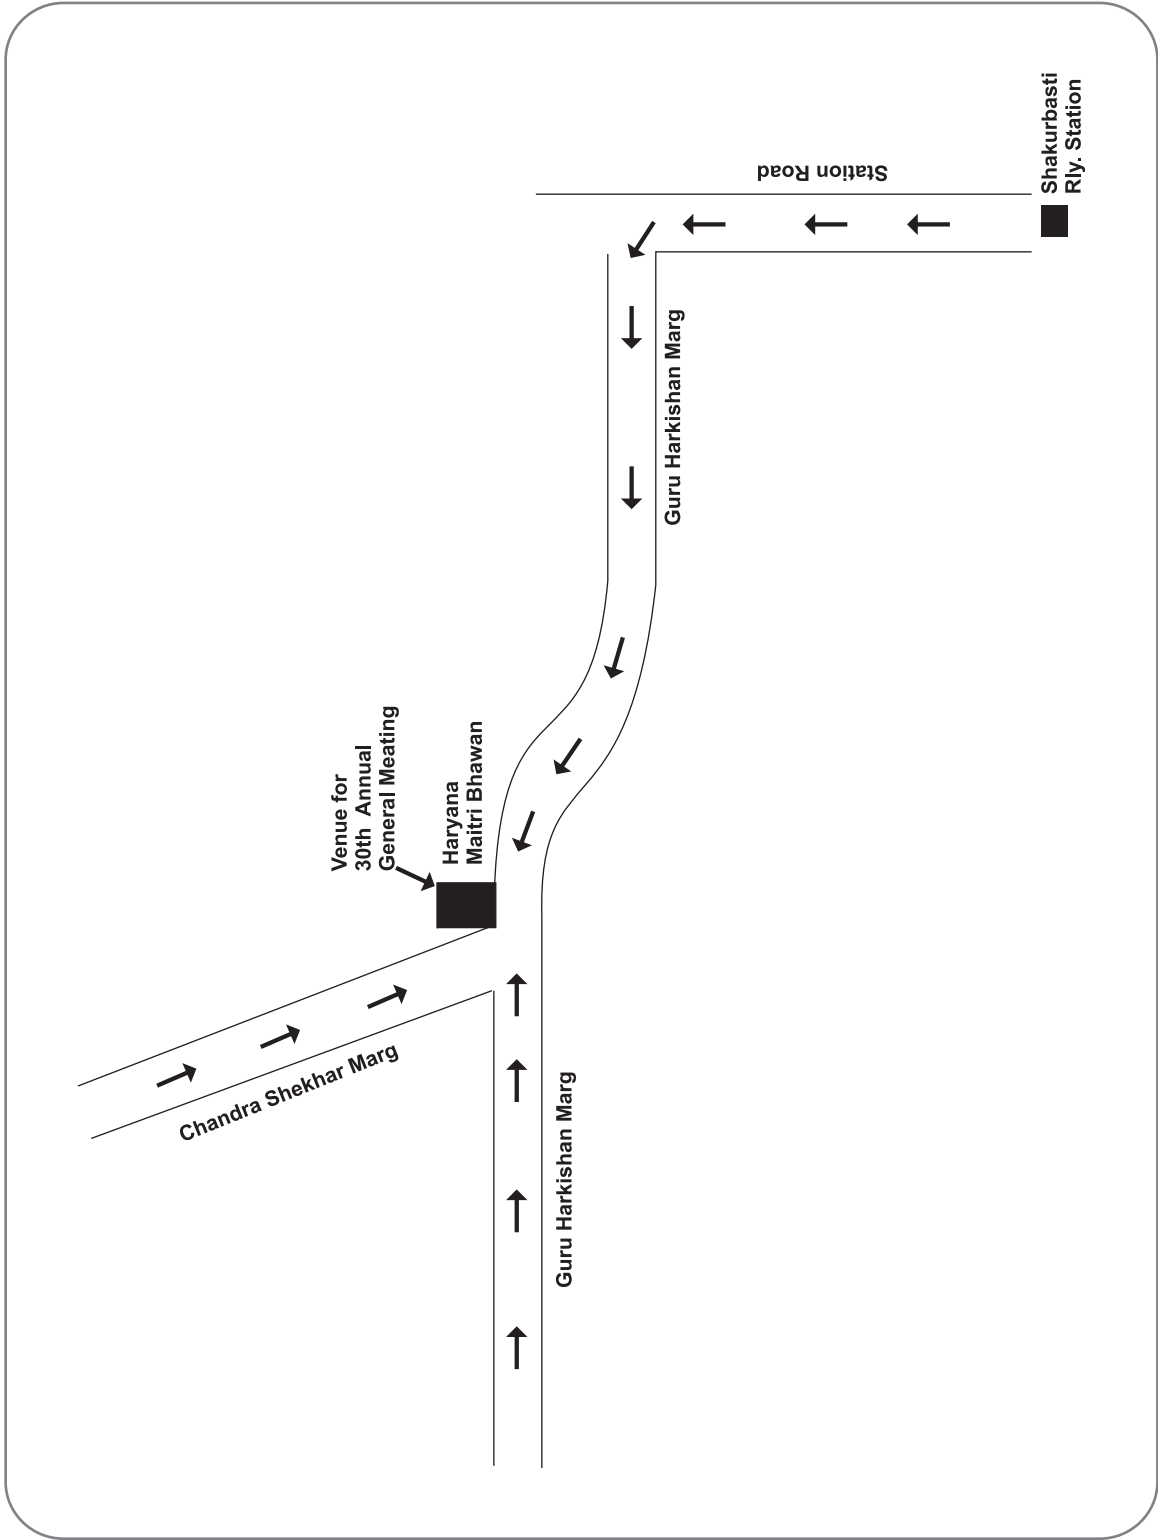 Shakurbasti
Rly. Station
Station Road
Guru Harkishan Marg
Venue for
30th Annual
General Meating
Haryana
Maitri Bhawan
Chandra Shekhar Marg
Guru Harkishan Marg